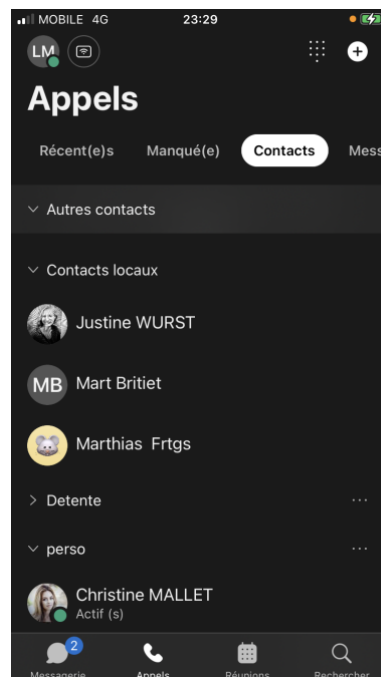 MOBILE 4G 23:29
LM
Appels
Récent(e)s Manqué(e) Contacts Mess
Autres contacts
Contacts locaux
Justine WURST
MB Mart Britiet
Marthias Frtgs
Detente ...
perso ...
Christine MALLET
Actif (s)
2
Messagerie Appels Réunions Rechercher